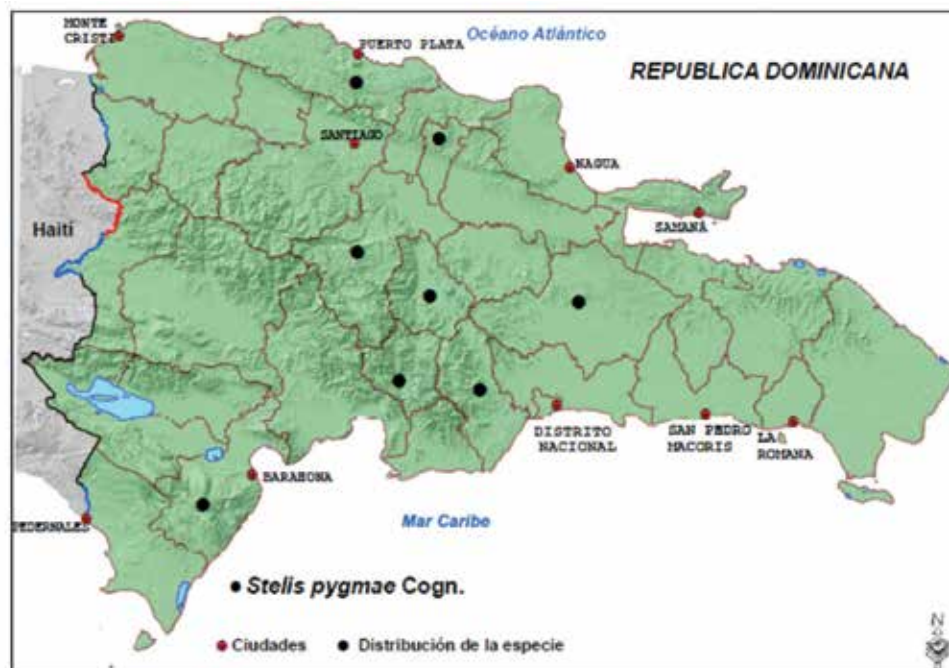 MONTE
CRISTI
Océano Atlántico
PUERTO PLATA
REPUBLICA DOMINICANA
SANTIAGO
NAGUA
SAMANÁ
Haití
DISTRITO
NACIONAL
SAN PEDRO
MACORIS
LA
ROMANA
BARAHONA
PEDERNALES
Mar Caribe
Stelis pygmae Cogn.
Ciudades
Distribución de la especie
N